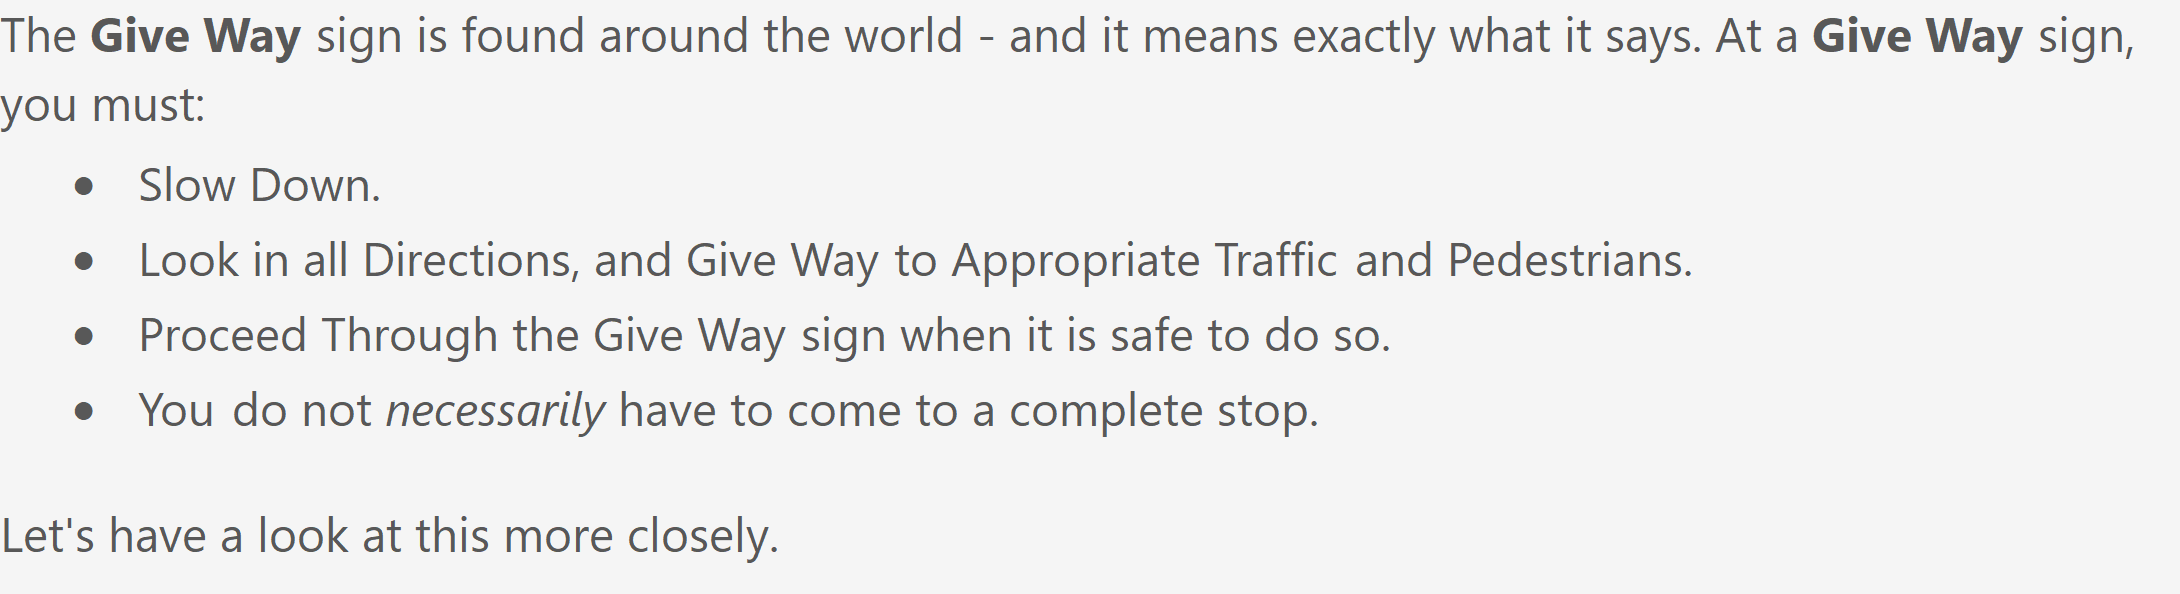 The Give Way sign is found around the world - and it means exactly what it says. At a Give Way sign,
you must:
● Slow Down.
● Look in all Directions, and Give Way to Appropriate Traffic and Pedestrians.
● Proceed Through the Give Way sign when it is safe to do so.
● You do not necessarily have to come to a complete stop.
Let's have a look at this more closely.